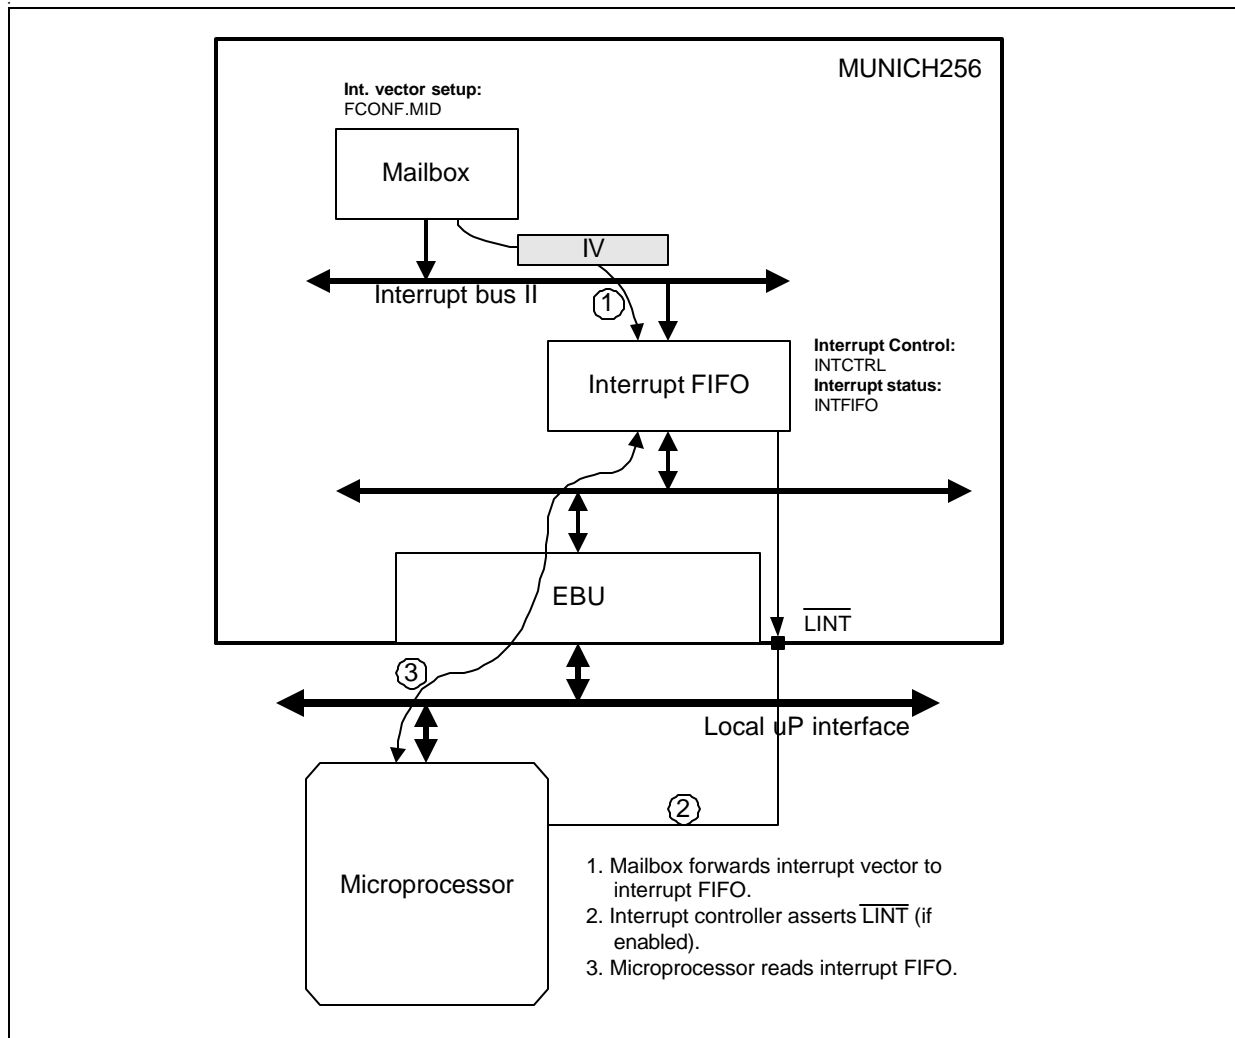 MUNICH256
Int. vector setup:
FCONF.MID
Mailbox
IV
Interrupt bus II
1
Interrupt Control:
INTCTRL
Interrupt status:
INTFIFO
Interrupt FIFO
EBU
LINT
3
Local uP interface
2
Microprocessor
1. Mailbox forwards interrupt vector to
interrupt FIFO.
2. Interrupt controller asserts LINT (if
enabled).
3. Microprocessor reads interrupt FIFO.